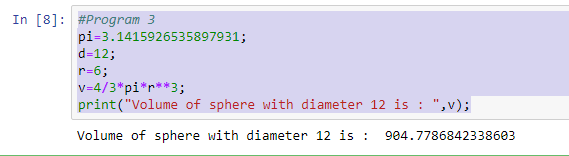 In [8]: #Program 3
pi=3.1415926535897931;
d=12;
r=6;
v=4/3*pi*r**3;
print("Volume of sphere with diameter 12 is : ",v);
Volume of sphere with diameter 12 is :  904.7786842338603